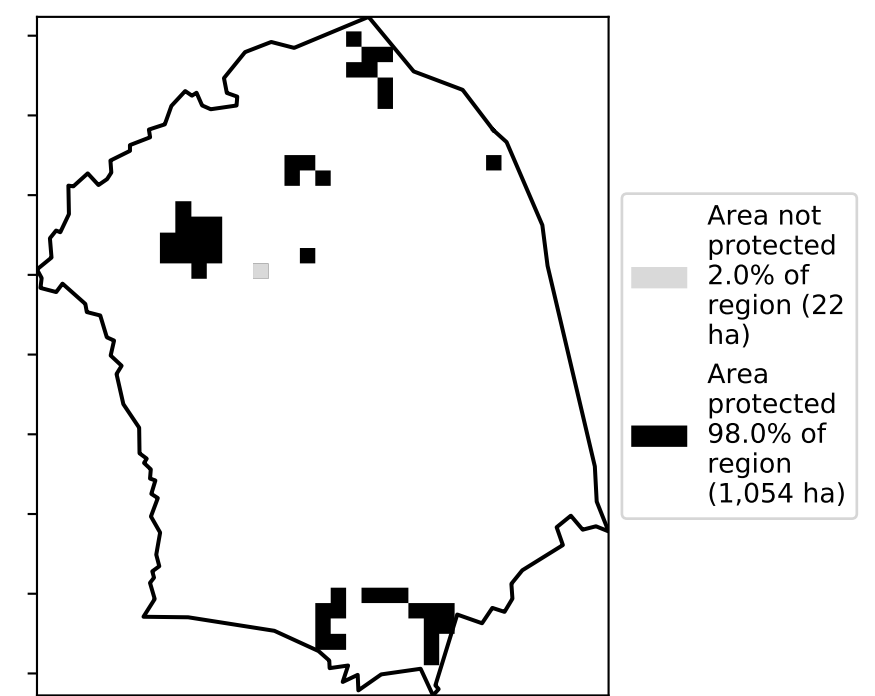 Area not
protected
2.0% of
region (22
ha)
Area
protected
98.0% of
region
(1,054 ha)